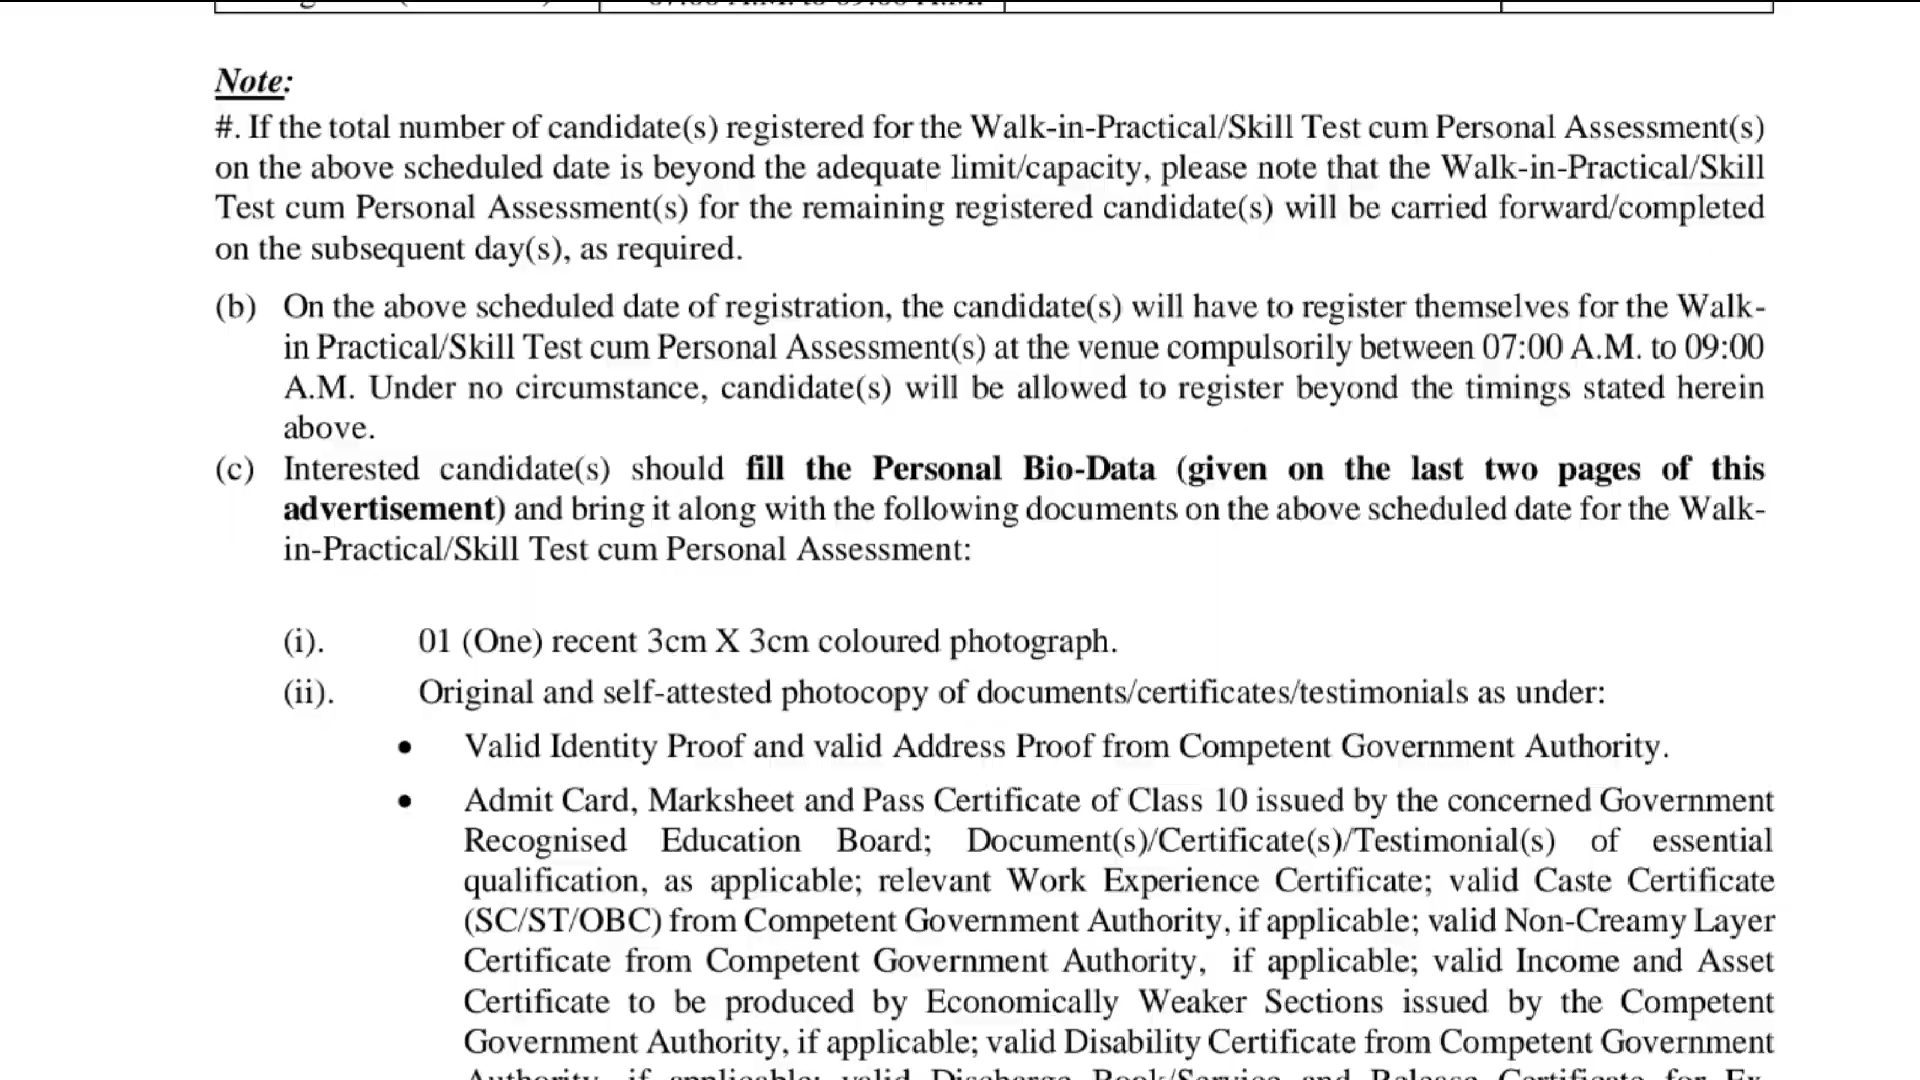 Note:
#. If the total number of candidate(s) registered for the Walk-in-Practical/Skill Test cum Personal Assessment(s)
on the above scheduled date is beyond the adequate limit/capacity, please note that the Walk-in-Practical/Skill
Test cum Personal Assessment(s) for the remaining registered candidate(s) will be carried forward/completed
on the subsequent day(s), as required.
(b) On the above scheduled date of registration, the candidate(s) will have to register themselves for the Walk-
in Practical/Skill Test cum Personal Assessment(s) at the venue compulsorily between 07:00 A.M. to 09:00
A.M. Under no circumstance, candidate(s) will be allowed to register beyond the timings stated herein
above.
(c) Interested candidate(s) should fill the Personal Bio-Data (given on the last two pages of this
advertisement) and bring it along with the following documents on the above scheduled date for the Walk-
in-Practical/Skill Test cum Personal Assessment:
(i). 01 (One) recent 3cm X 3cm coloured photograph.
(ii). Original and self-attested photocopy of documents/certificates/testimonials as under:
• Valid Identity Proof and valid Address Proof from Competent Government Authority.
• Admit Card, Marksheet and Pass Certificate of Class 10 issued by the concerned Government
Recognised Education Board; Document(s)/Certificate(s)/Testimonial(s) of essential
qualification, as applicable; relevant Work Experience Certificate; valid Caste Certificate
(SC/ST/OBC) from Competent Government Authority, if applicable; valid Non-Creamy Layer
Certificate from Competent Government Authority, if applicable; valid Income and Asset
Certificate to be produced by Economically Weaker Sections issued by the Competent
Government Authority, if applicable; valid Disability Certificate from Competent Government